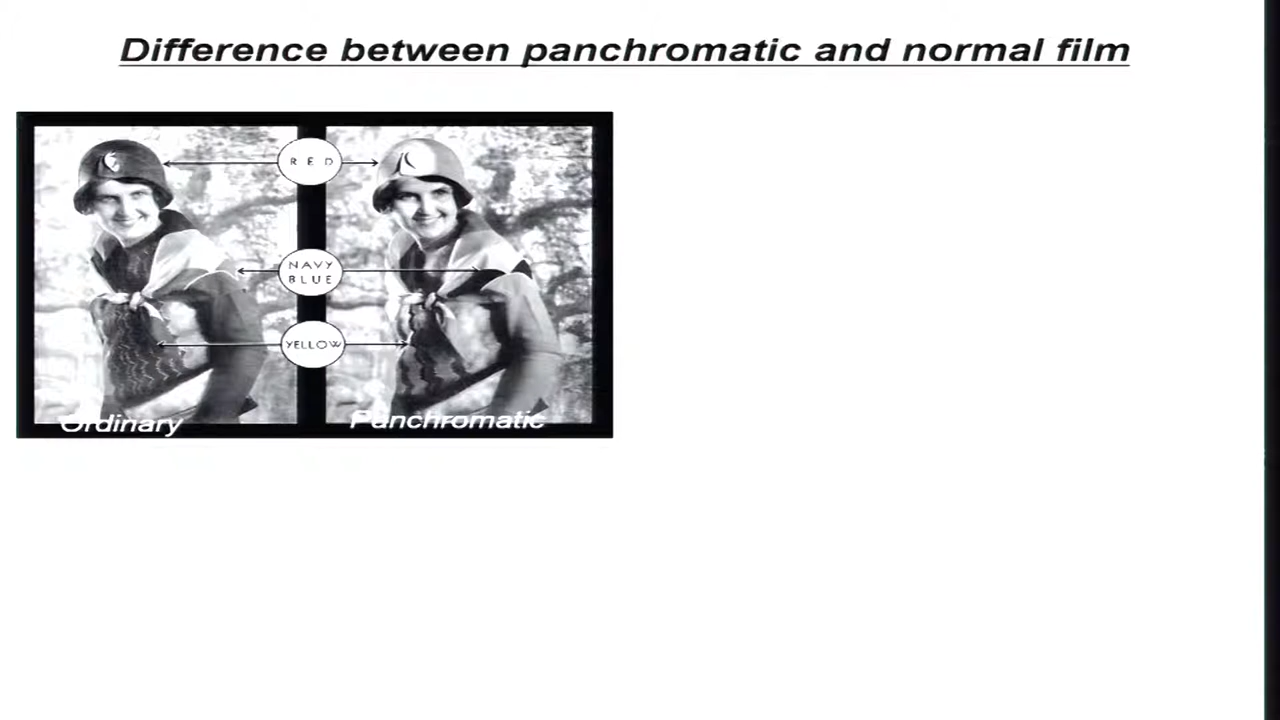 Difference between panchromatic and normal film
RED
NAVY
BLUE
YELLOW
Ordinary
Panchromatic